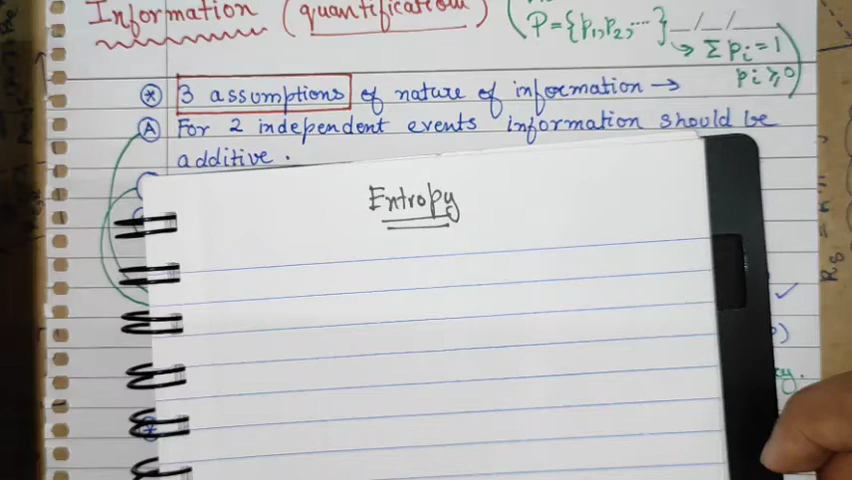 Information (quantification)
P = {p1, p2, ...}
→ Σ pi = 1
pi ≥ 0
* 3 assumptions of nature of information →
A For 2 independent events information should be
additive.
Entropy